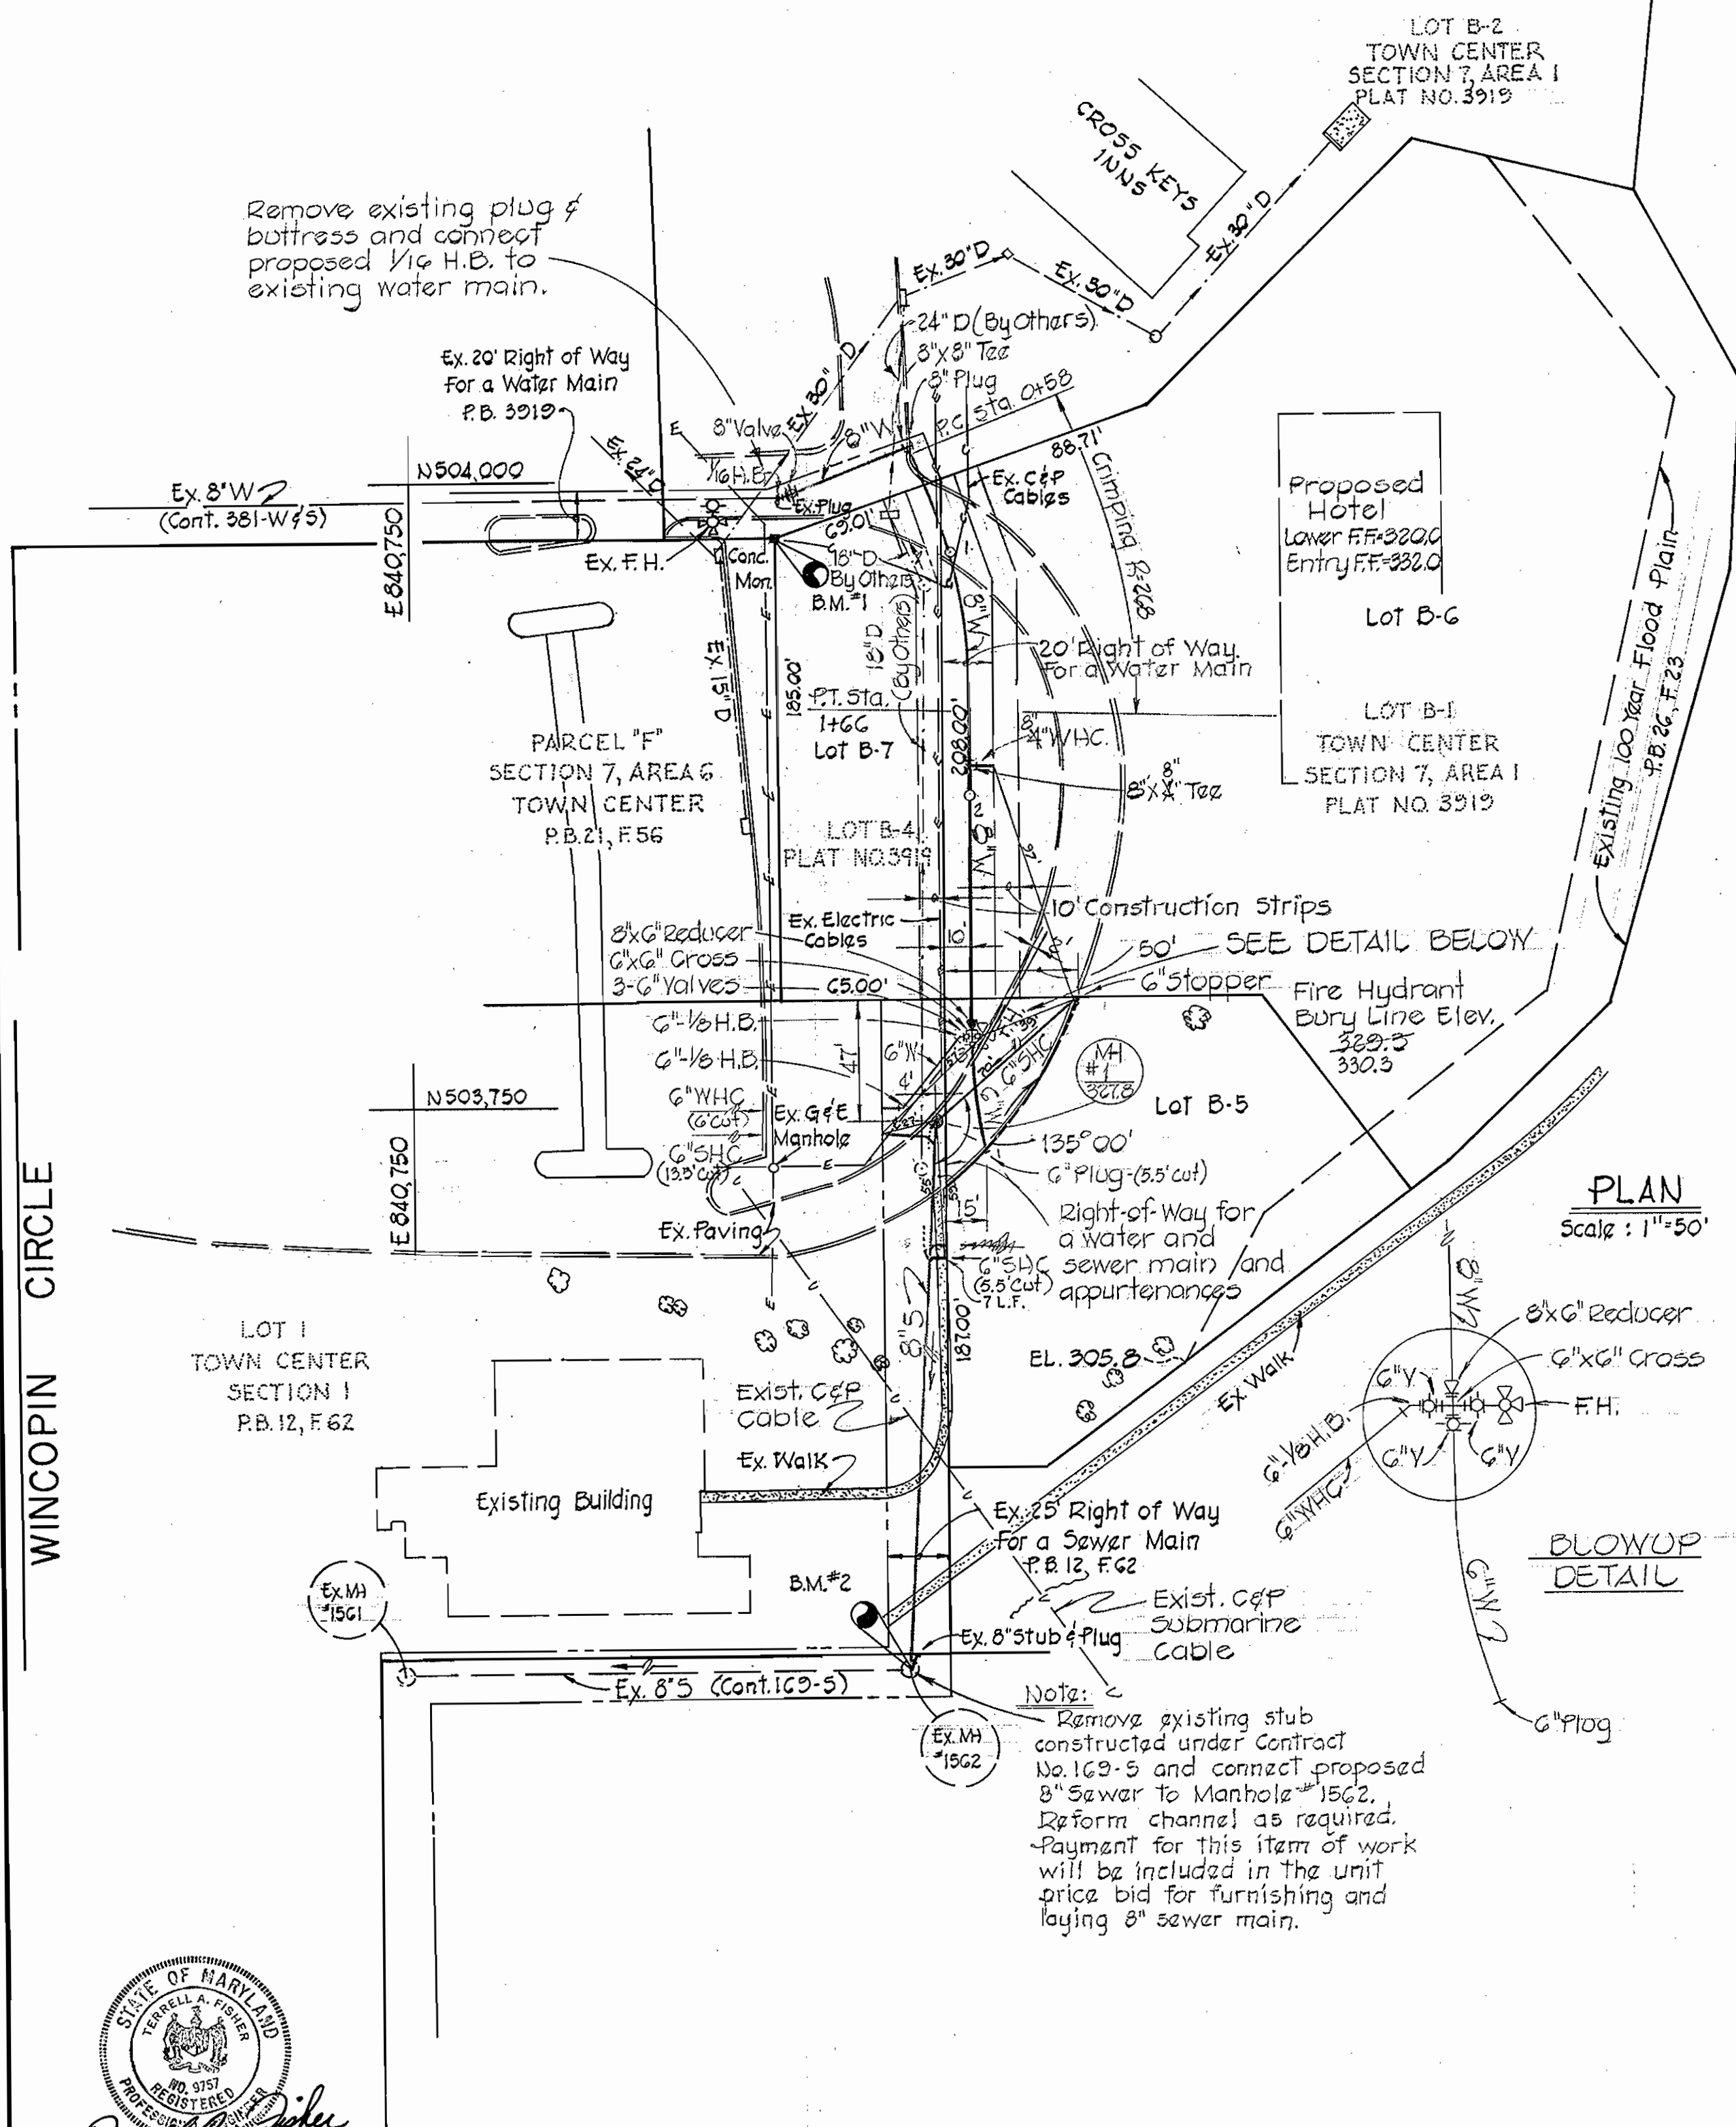 LOT B-2
TOWN CENTER
SECTION 7, AREA 1
PLAT NO. 3919
CROSS KEYS
INNS
Remove existing plug &
buttress and connect
proposed 1/16 H.B. to
existing water main.
Ex. 30" D
Ex. 30" D
Ex. 30" D
Ex. 30" D
24" D (By Others)
8"x8" Tee
8" Plug
P.C. Sta. 0+58
Ex. 20' Right of Way
For a Water Main
P.B. 3919
E
8" Valve
8" W
88.71'
Crimping R=268
Ex. 24" D
1/16 H.B.
N 504,000
Ex. 8" W
(Cont. 381-W&S)
E 840,750
Ex. Plug
69.01'
Ex. C&P
Cables
Ex. F.H.
Conc.
Mon.
18" D
By Others
B.M. #1
Proposed
Hotel
Lower F.F.=320.0
Entry F.F.=332.0
Lot B-6
Existing 100 Year Flood Plain
P.B. 26, F. 23
Ex. 15" D
185.00'
18" D
(By Others)
8" W
20' Right of Way
For a Water Main
P.T. Sta.
1+66
Lot B-7
208.00'
8"
4" WHC
8"
8"x4" Tee
LOT B-1
TOWN CENTER
SECTION 7, AREA 1
PLAT NO. 3919
PARCEL "F"
SECTION 7, AREA 6
TOWN CENTER
P.B. 21, F. 56
LOT B-4
PLAT NO. 3919
8" W
97'
10' Construction Strips
Ex. Electric
Cables
10'
50'
SEE DETAIL BELOW
8"x6" Reducer
6"x6" Cross
3-6" Valves
65.00'
6" Stopper
Fire Hydrant
Bury Line Elev.
329.5
330.3
6"-1/8 H.B.
6"-1/8 H.B.
47'
6" W
4'
6" SHC
6" W
MH
#1
327.8
Lot B-5
N 503,750
E 840,750
6" WHC
(6' Cut)
Ex. G&E
Manhole
6" SHC
(13.5' Cut)
135°00'
6" Plug-(5.5' cut)
15'
Right-of-Way for
a water and
sewer main and
appurtenances
6" SHC
(5.5' Cut)
7 L.F.
Ex. Paving
PLAN
Scale : 1"=50'
WINCOPIN CIRCLE
8" S
187.00'
EL. 305.8
Ex. Walk
LOT 1
TOWN CENTER
SECTION 1
P.B. 12, F. 62
Exist. C&P
Cable
Ex. Walk
Existing Building
8" W
8"x6" Reducer
6"x6" Cross
6" V
F.H.
6"-1/8 H.B.
6" V
6" V
6" WHC
6" W
6" Plug
BLOWUP
DETAIL
Ex. 25' Right of Way
For a Sewer Main
P.B. 12, F. 62
B.M. #2
Exist. C&P
Submarine
Cable
Ex. MH
#1561
Ex. 8" Stub & Plug
Ex. 8" S (Cont. 169-S)
Ex. MH
#1562
Note:
Remove existing stub
constructed under Contract
No. 169-S and connect proposed
8" Sewer to Manhole #1562.
Reform channel as required.
Payment for this item of work
will be included in the unit
price bid for furnishing and
laying 8" sewer main.
STATE OF MARYLAND
TERRELL A. FISHER
NO. 9757
REGISTERED
PROFESSIONAL ENGINEER